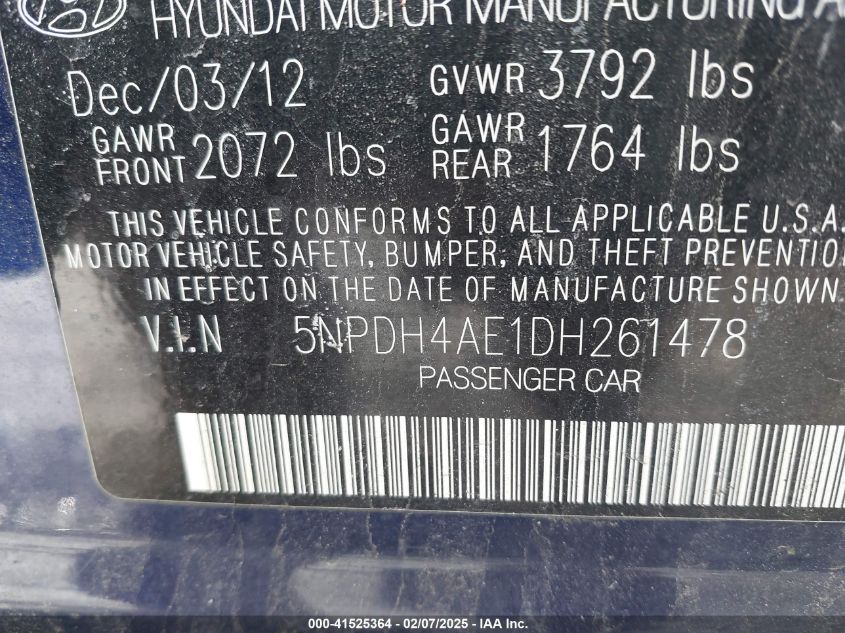 HYUNDAI MOTOR MANUFACTURING
Dec/03/12 GVWR 3792 lbs
GAWR FRONT 2072 lbs GAWR REAR 1764 lbs
THIS VEHICLE CONFORMS TO ALL APPLICABLE U.S.A.
MOTOR VEHICLE SAFETY, BUMPER, AND THEFT PREVENTION
IN EFFECT ON THE DATE OF MANUFACTURE SHOWN
V.I.N 5NPDH4AE1DH261478
PASSENGER CAR
000-41525364 - 02/07/2025 - IAA Inc.